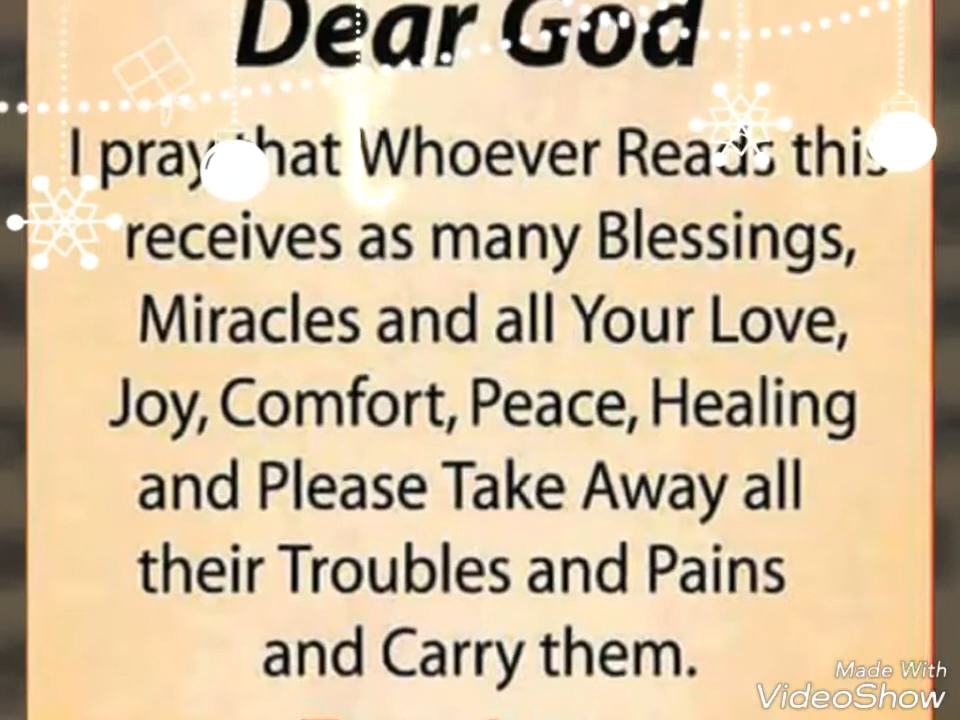 Dear God
I pray that Whoever Reads this
receives as many Blessings,
Miracles and all Your Love,
Joy, Comfort, Peace, Healing
and Please Take Away all
their Troubles and Pains
and Carry them.
Made With
VideoShow